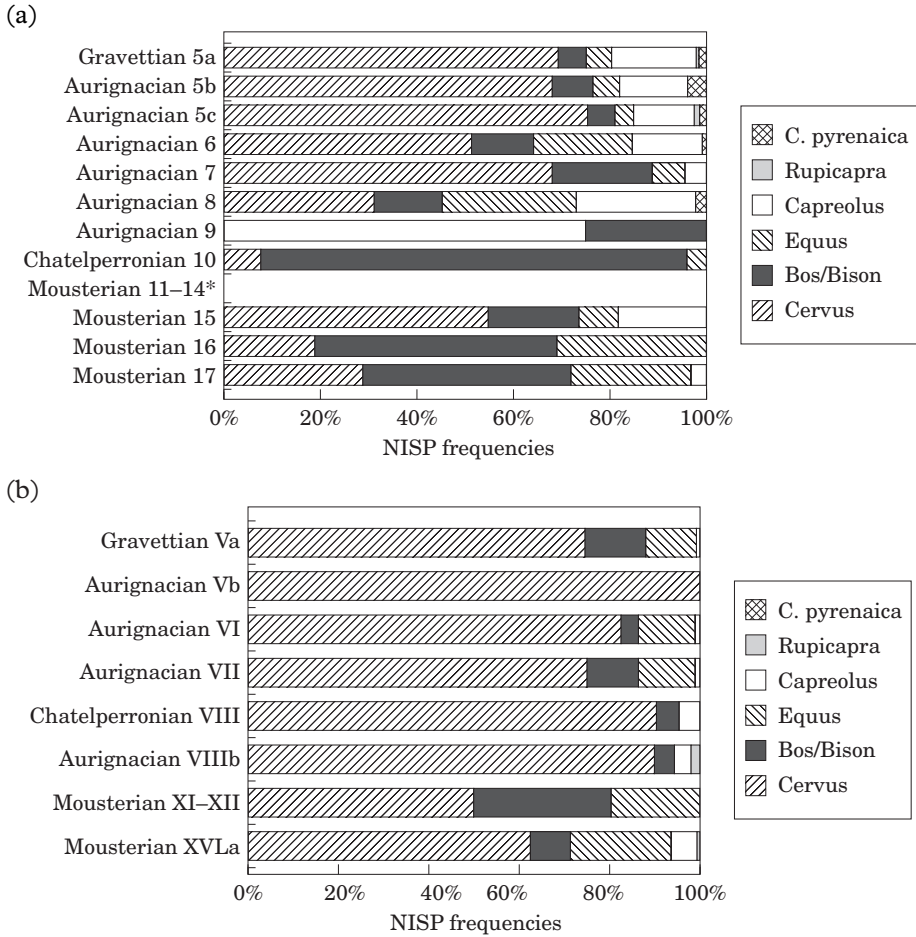 (a)
Gravettian 5a
Aurignacian 5b
Aurignacian 5c
Aurignacian 6
Aurignacian 7
Aurignacian 8
Aurignacian 9
Chatelperronian 10
Mousterian 11–14*
Mousterian 15
Mousterian 16
Mousterian 17
0% 20% 40% 60% 80% 100%
NISP frequencies
C. pyrenaica
Rupicapra
Capreolus
Equus
Bos/Bison
Cervus
(b)
Gravettian Va
Aurignacian Vb
Aurignacian VI
Aurignacian VII
Chatelperronian VIII
Aurignacian VIIIb
Mousterian XI–XII
Mousterian XVLa
0% 20% 40% 60% 80% 100%
NISP frequencies
C. pyrenaica
Rupicapra
Capreolus
Equus
Bos/Bison
Cervus